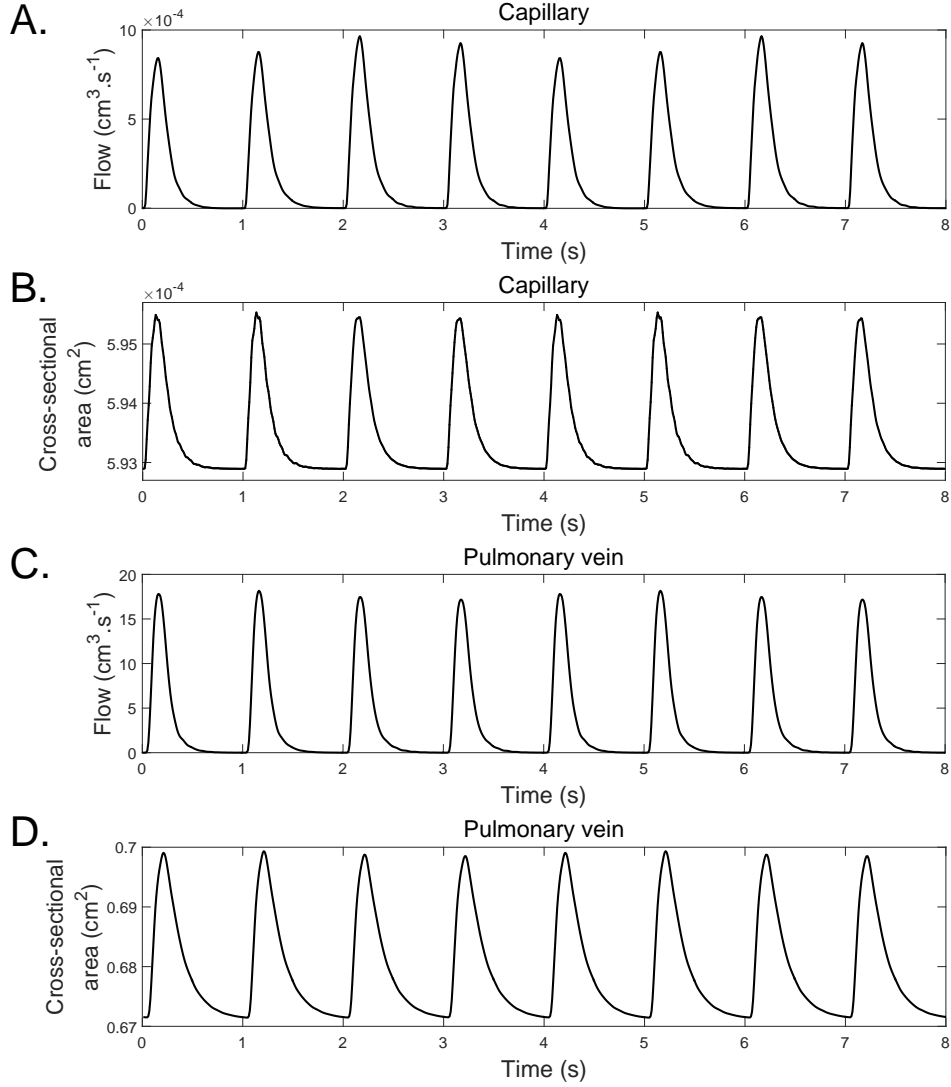 A.
Capillary
×10⁻⁴
10
5
0
Flow (cm³.s⁻¹)
0 1 2 3 4 5 6 7 8
Time (s)
B.
Capillary
×10⁻⁴
5.95
5.94
5.93
Cross-sectional
area (cm²)
0 1 2 3 4 5 6 7 8
Time (s)
C.
Pulmonary vein
20
15
10
5
0
Flow (cm³.s⁻¹)
0 1 2 3 4 5 6 7 8
Time (s)
D.
Pulmonary vein
0.7
0.69
0.68
0.67
Cross-sectional
area (cm²)
0 1 2 3 4 5 6 7 8
Time (s)